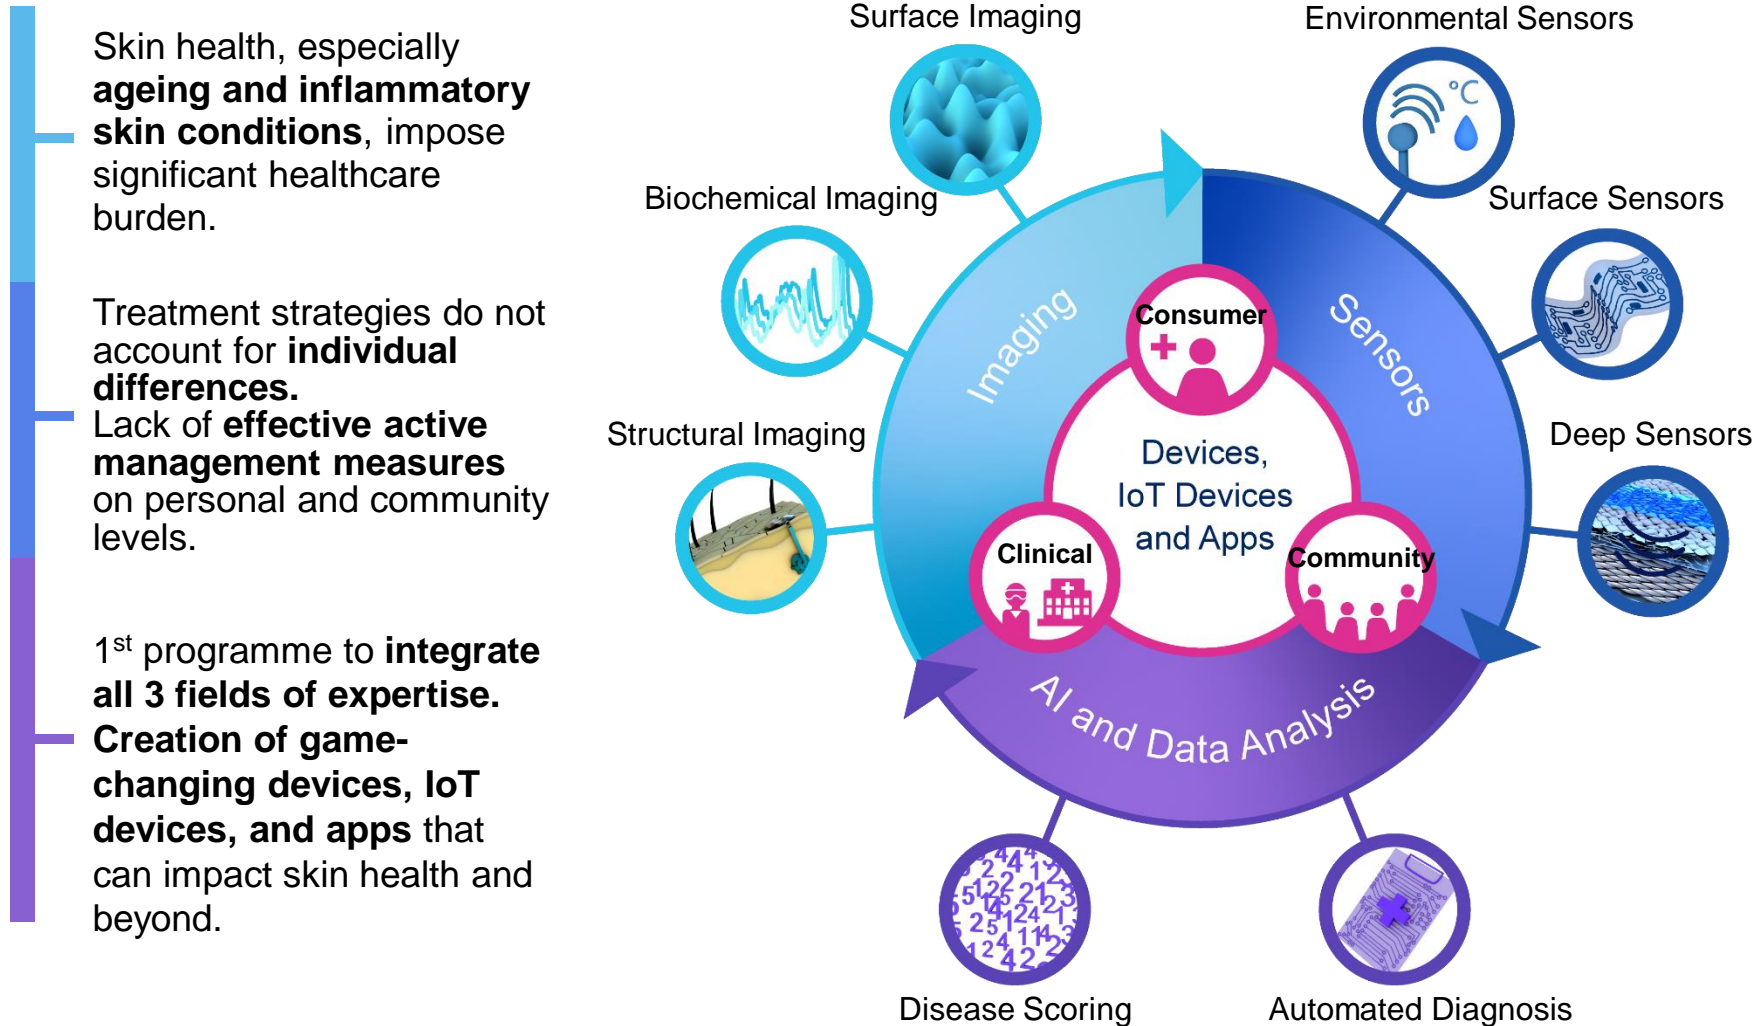 Skin health, especially
ageing and inflammatory
skin conditions, impose
significant healthcare
burden.
Treatment strategies do not
account for individual
differences.
Lack of effective active
management measures
on personal and community
levels.
1st programme to integrate
all 3 fields of expertise.
Creation of game-
changing devices, IoT
devices, and apps that
can impact skin health and
beyond.
Surface Imaging
Environmental Sensors
°C
Biochemical Imaging
Surface Sensors
Structural Imaging
Deep Sensors
Imaging
Sensors
AI and Data Analysis
Consumer
Devices,
IoT Devices
and Apps
Clinical
Community
Disease Scoring
Automated Diagnosis